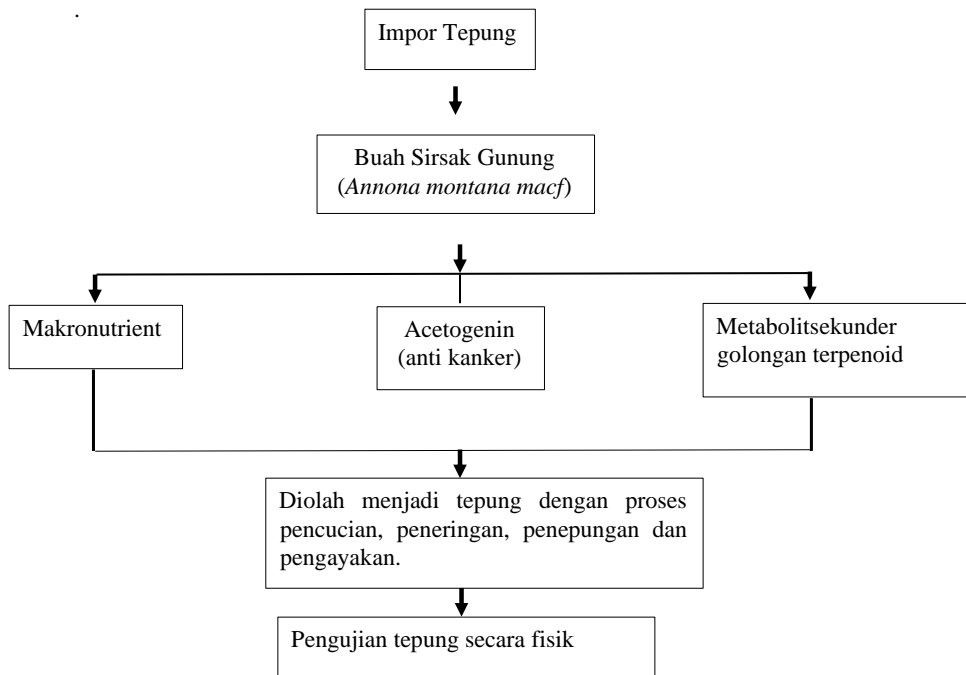 .
Impor Tepung
Buah Sirsak Gunung
(Annona montana macf)
Makronutrient
Acetogenin
(anti kanker)
Metabolitsekunder
golongan terpenoid
Diolah menjadi tepung dengan proses
pencucian, peneringan, penepungan dan
pengayakan.
Pengujian tepung secara fisik